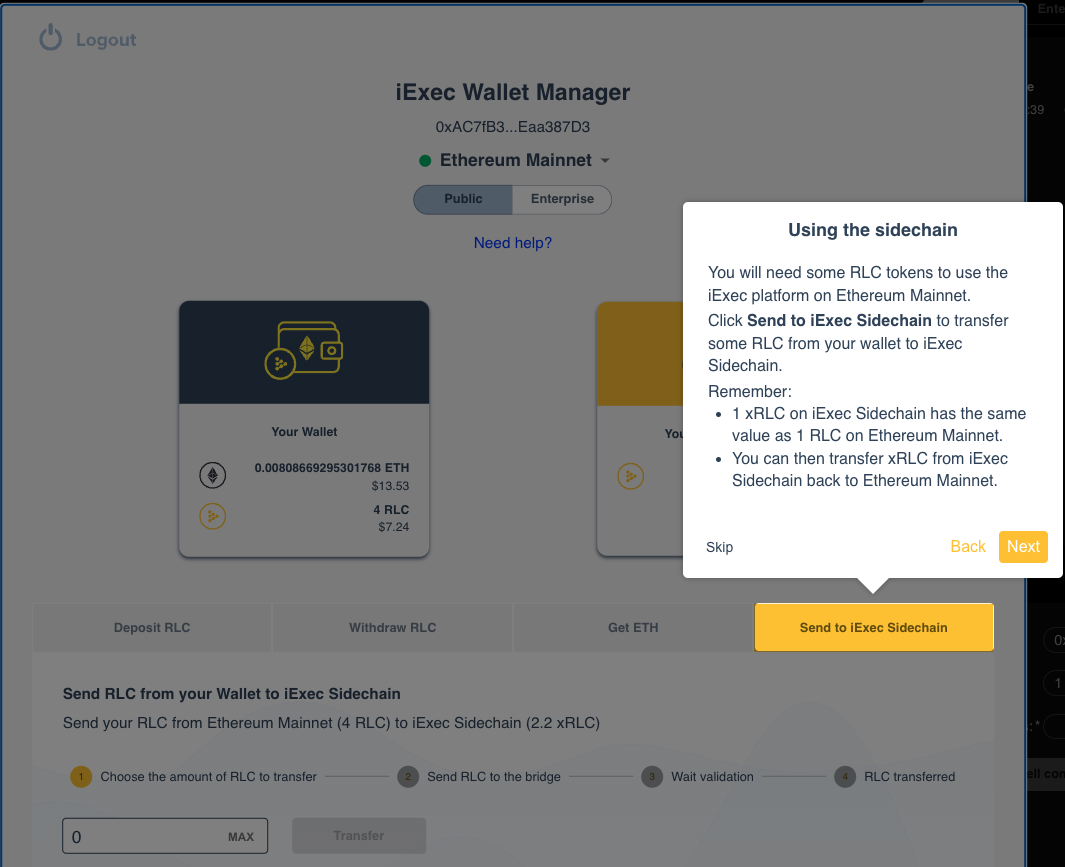 Logout
Ente
iExec Wallet Manager
e
0xAC7fB3...Eaa387D3
:39
Ethereum Mainnet
Public
Enterprise
Need help?
Using the sidechain
You will need some RLC tokens to use the
iExec platform on Ethereum Mainnet.
Click Send to iExec Sidechain to transfer
some RLC from your wallet to iExec
Sidechain.
Remember:
• 1 xRLC on iExec Sidechain has the same
value as 1 RLC on Ethereum Mainnet.
• You can then transfer xRLC from iExec
Sidechain back to Ethereum Mainnet.
Skip
Back
Next
Your Wallet
0.00808669295301768 ETH
$13.53
4 RLC
$7.24
You
Deposit RLC
Withdraw RLC
Get ETH
Send to iExec Sidechain
Send RLC from your Wallet to iExec Sidechain
Send your RLC from Ethereum Mainnet (4 RLC) to iExec Sidechain (2.2 xRLC)
1 Choose the amount of RLC to transfer
2 Send RLC to the bridge
3 Wait validation
4 RLC transferred
0
MAX
Transfer
0
1
:*
ell con